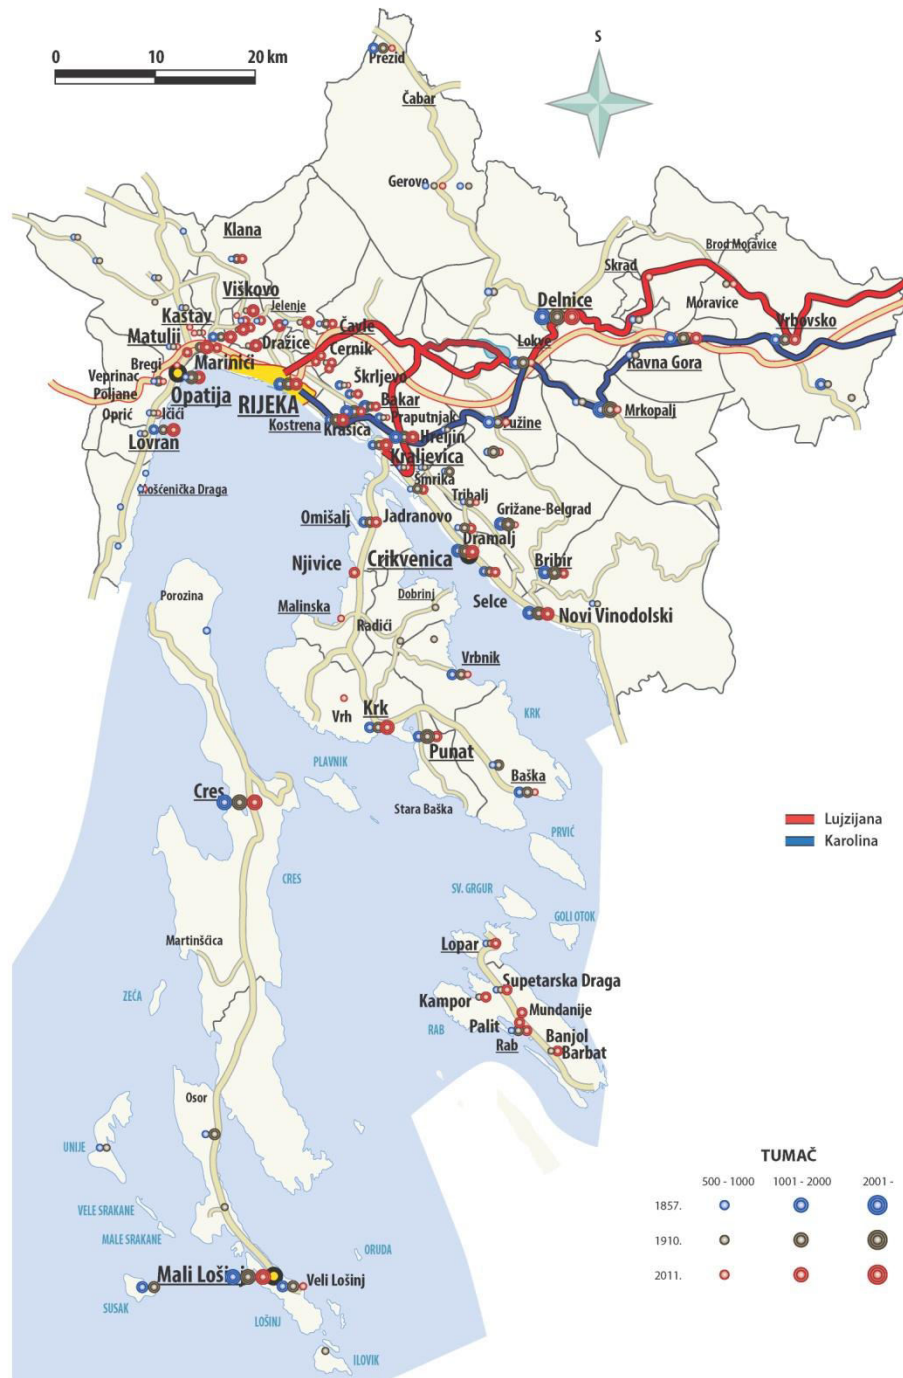 0 10 20 km
S
Prezid
Čabar
Gerovo
Klana
Brod Moravice
Skrad
Viškovo
Jelenje
Delnice
Moravice
Kastav
Čavle
Vrbovsko
Matulji
Dražice
Lokve
Černik
Bregi
Marinići
Ravna Gora
Veprinac
Škrljevo
Poljane
Opatija
RIJEKA
Bakar
Mrkopalj
Oprić
Ičići
Kostrena
Praputnjak
Fužine
Krasica
Lovran
Hreljin
Kraljevica
Mošćenička Draga
Šmrika
Tribalj
Omišalj
Jadranovo
Grižane-Belgrad
Dramalj
Crikvenica
Njivice
Bribir
Porozina
Malinska
Dobrinj
Selce
Radići
Novi Vinodolski
Vrbnik
Vrh
Krk
KRK
Punat
PLAVNIK
Baška
Cres
Stara Baška
Lujzijana
PRVIĆ
Karolina
CRES
SV. GRGUR
GOLI OTOK
Martinšćica
Lopar
Supetarska Draga
ZEĆA
Kampor
Mundanije
RAB
Palit
Banjol
Rab
Barbat
Osor
UNIJE
TUMAČ
500 - 1000 1001 - 2000 2001 -
VELE SRAKANE
1857.
MALE SRAKANE
1910.
ORUDA
Mali Lošinj
Veli Lošinj
2011.
SUSAK
LOŠINJ
ILOVIK